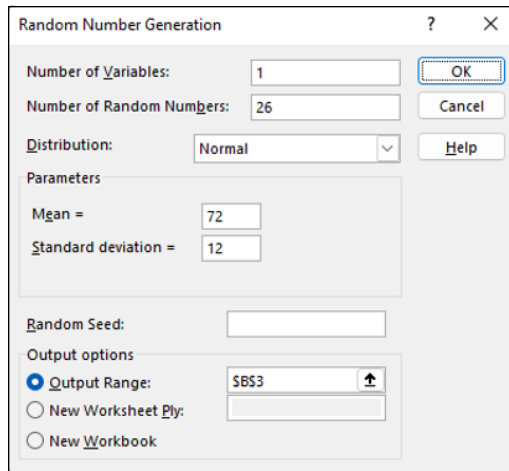 Random Number Generation ? ×
Number of Variables: 1 OK
Number of Random Numbers: 26 Cancel
Distribution: Normal Help
Parameters
Mean = 72
Standard deviation = 12
Random Seed:
Output options
Output Range: $B$3
New Worksheet Ply:
New Workbook